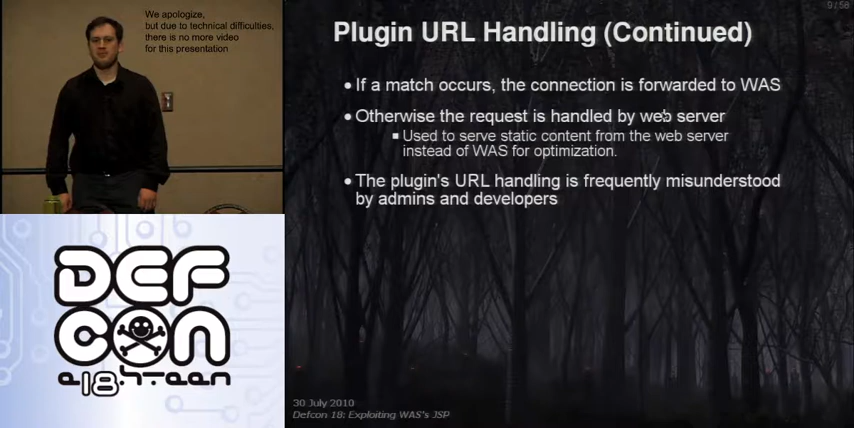 We apologize,
but due to technical difficulties,
there is no more video
for this presentation
9/58
Plugin URL Handling (Continued)
If a match occurs, the connection is forwarded to WAS
Otherwise the request is handled by web server
Used to serve static content from the web server
instead of WAS for optimization.
The plugin's URL handling is frequently misunderstood
by admins and developers
DEF
CON
e18hteen
30 July 2010
Defcon 18: Exploiting WAS's JSP